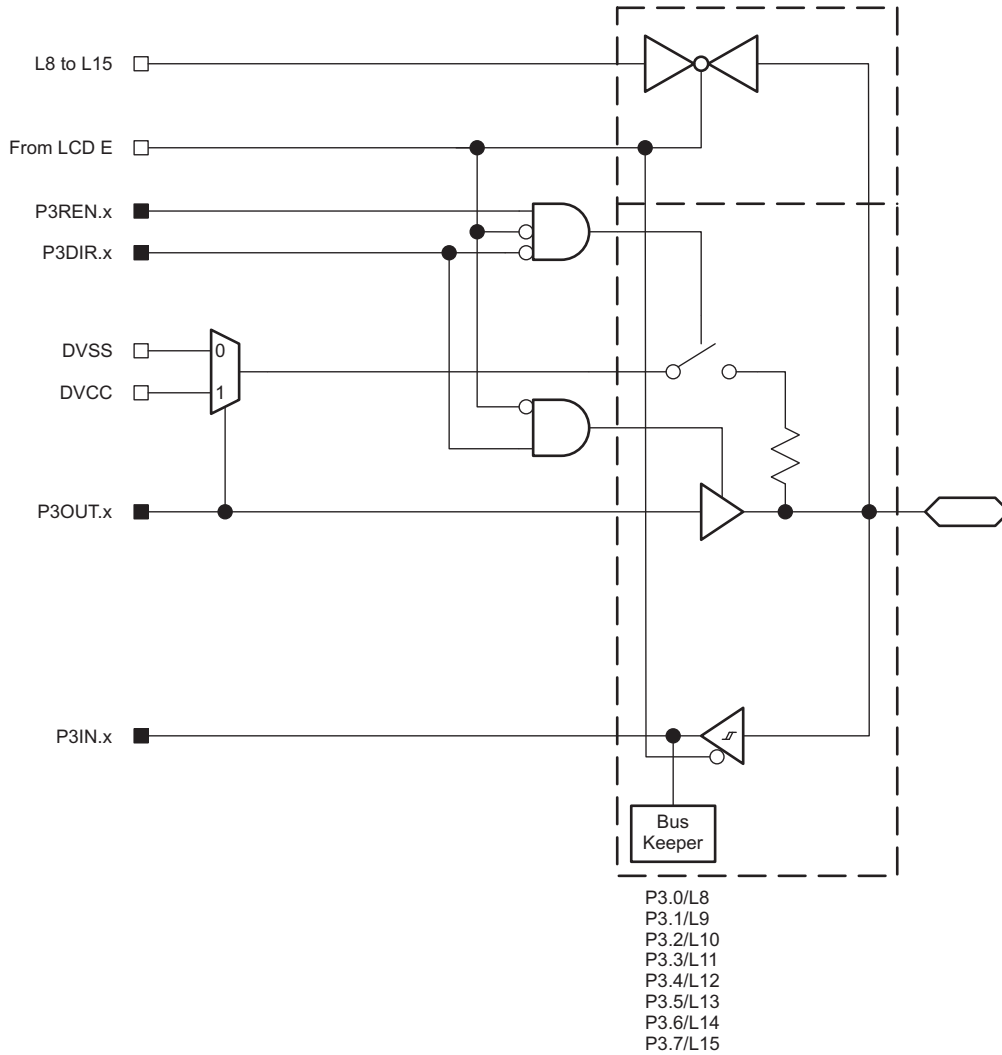 L8 to L15
From LCD E
P3REN.x
P3DIR.x
DVSS
0
DVCC
1
P3OUT.x
P3IN.x
Bus
Keeper
P3.0/L8
P3.1/L9
P3.2/L10
P3.3/L11
P3.4/L12
P3.5/L13
P3.6/L14
P3.7/L15